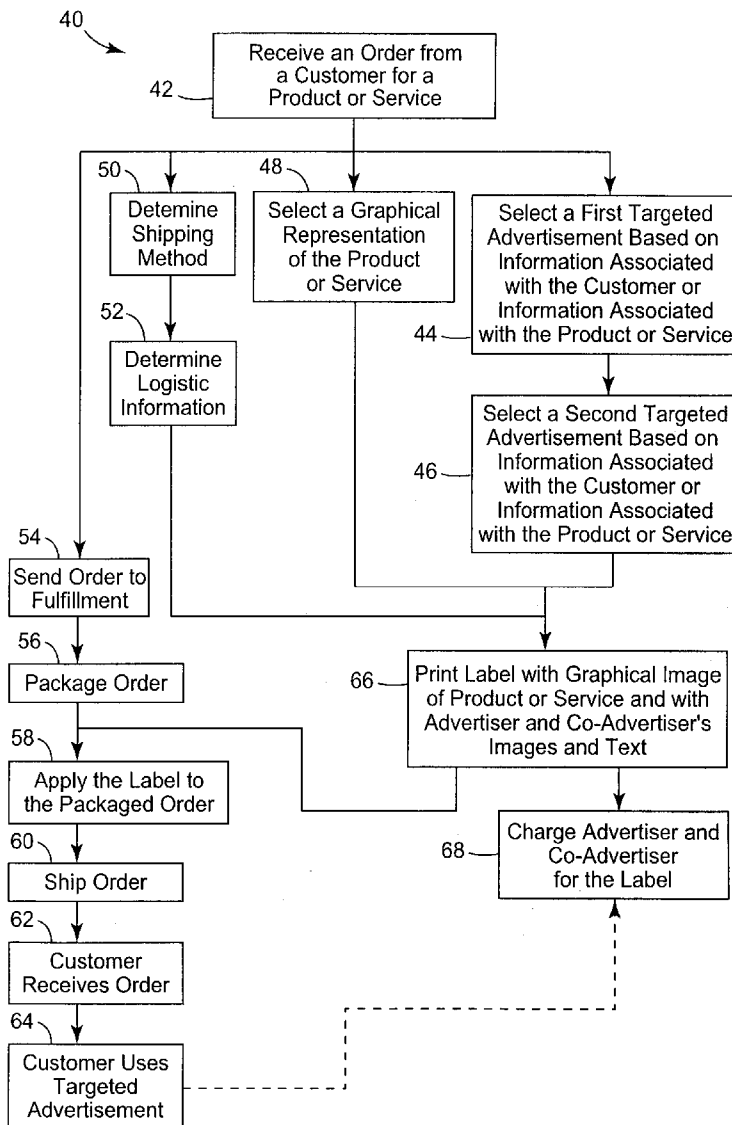 40
Receive an Order from
a Customer for a
Product or Service
42
50
Detemine
Shipping
Method
48
Select a Graphical
Representation
of the Product
or Service
Select a First Targeted
Advertisement Based on
Information Associated
with the Customer or
Information Associated
with the Product or Service
44
52
Determine
Logistic
Information
Select a Second Targeted
Advertisement Based on
Information Associated
with the Customer or
Information Associated
with the Product or Service
46
54
Send Order to
Fulfillment
56
Package Order
66
Print Label with Graphical Image
of Product or Service and with
Advertiser and Co-Advertiser's
Images and Text
58
Apply the Label to
the Packaged Order
60
Ship Order
68
Charge Advertiser and
Co-Advertiser
for the Label
62
Customer
Receives Order
64
Customer Uses
Targeted
Advertisement